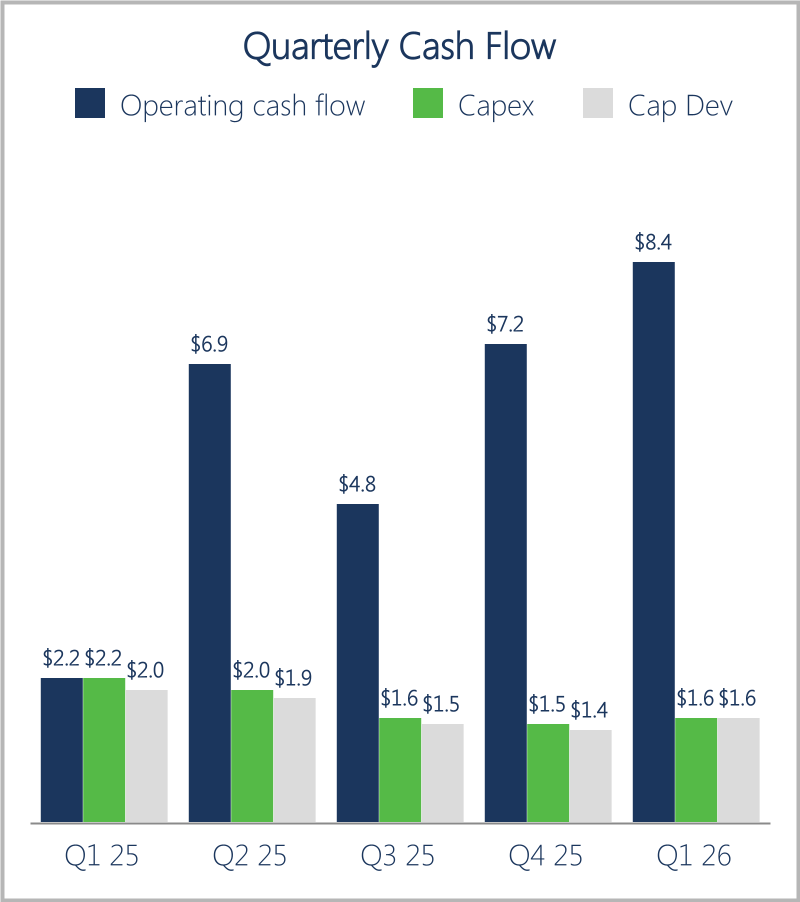 Quarterly Cash Flow
Operating cash flow Capex Cap Dev
$8.4
$7.2
$6.9
$4.8
$2.2 $2.2 $2.0 $2.0 $1.9 $1.6 $1.5 $1.5 $1.4 $1.6 $1.6
Q1 25 Q2 25 Q3 25 Q4 25 Q1 26